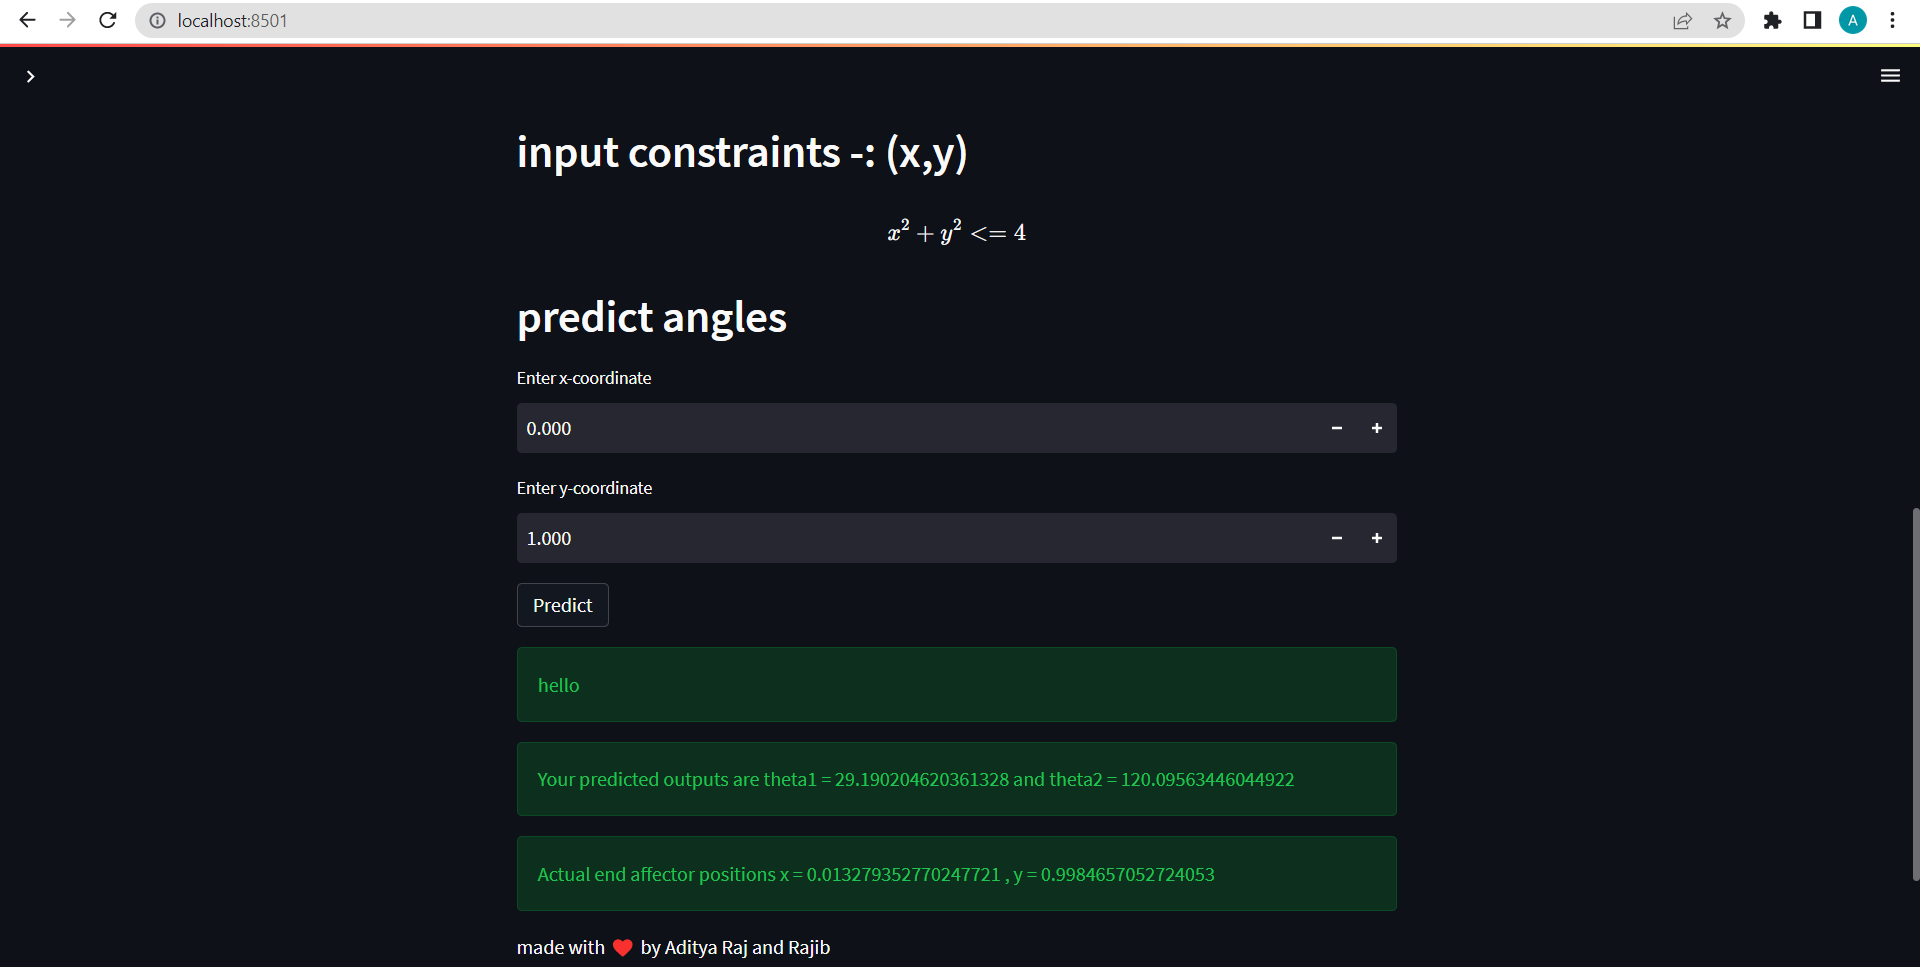 localhost:8501
A
input constraints -: (x,y)
x² + y² <= 4
predict angles
Enter x-coordinate
0.000
Enter y-coordinate
1.000
Predict
hello
Your predicted outputs are theta1 = 29.190204620361328 and theta2 = 120.09563446044922
Actual end affector positions x = 0.013279352770247721 , y = 0.9984657052724053
made with ❤️ by Aditya Raj and Rajib